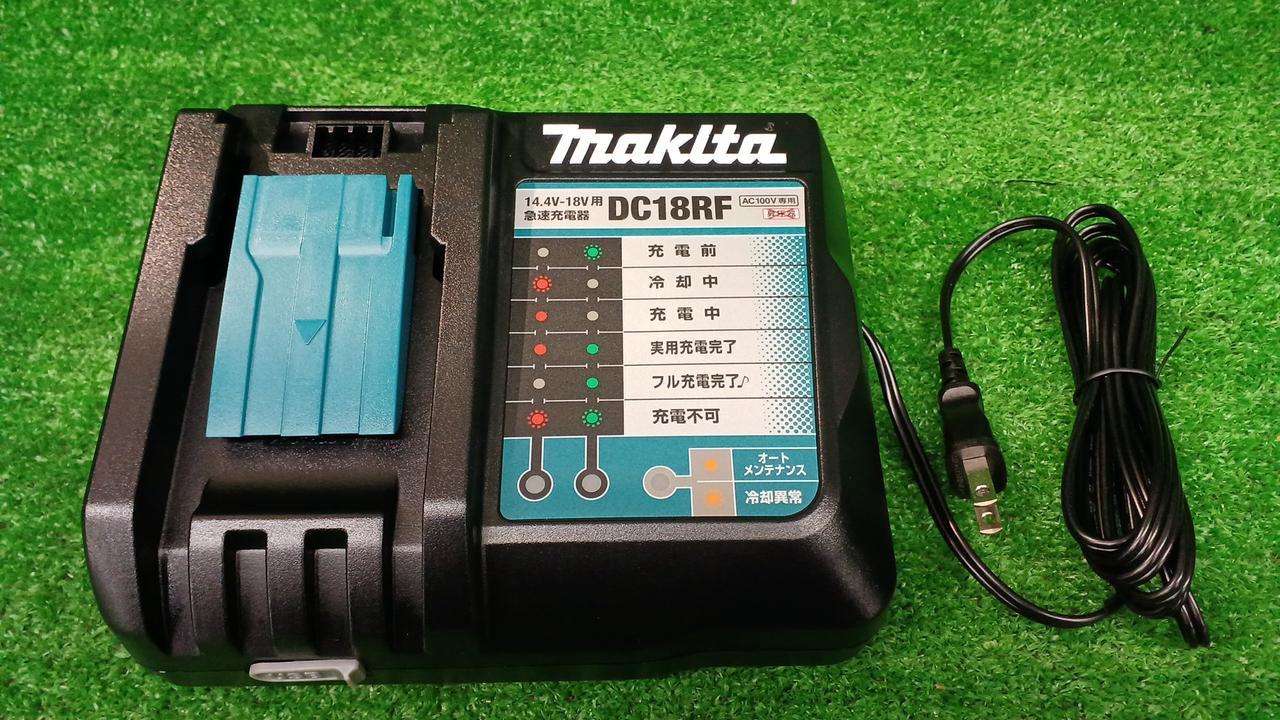 makita
14.4V-18V用
急速充電器
DC18RF
AC100V専用
充電前
冷却中
充電中
実用充電完了
フル充電完了♪
充電不可
オート
メンテナンス
冷却異常